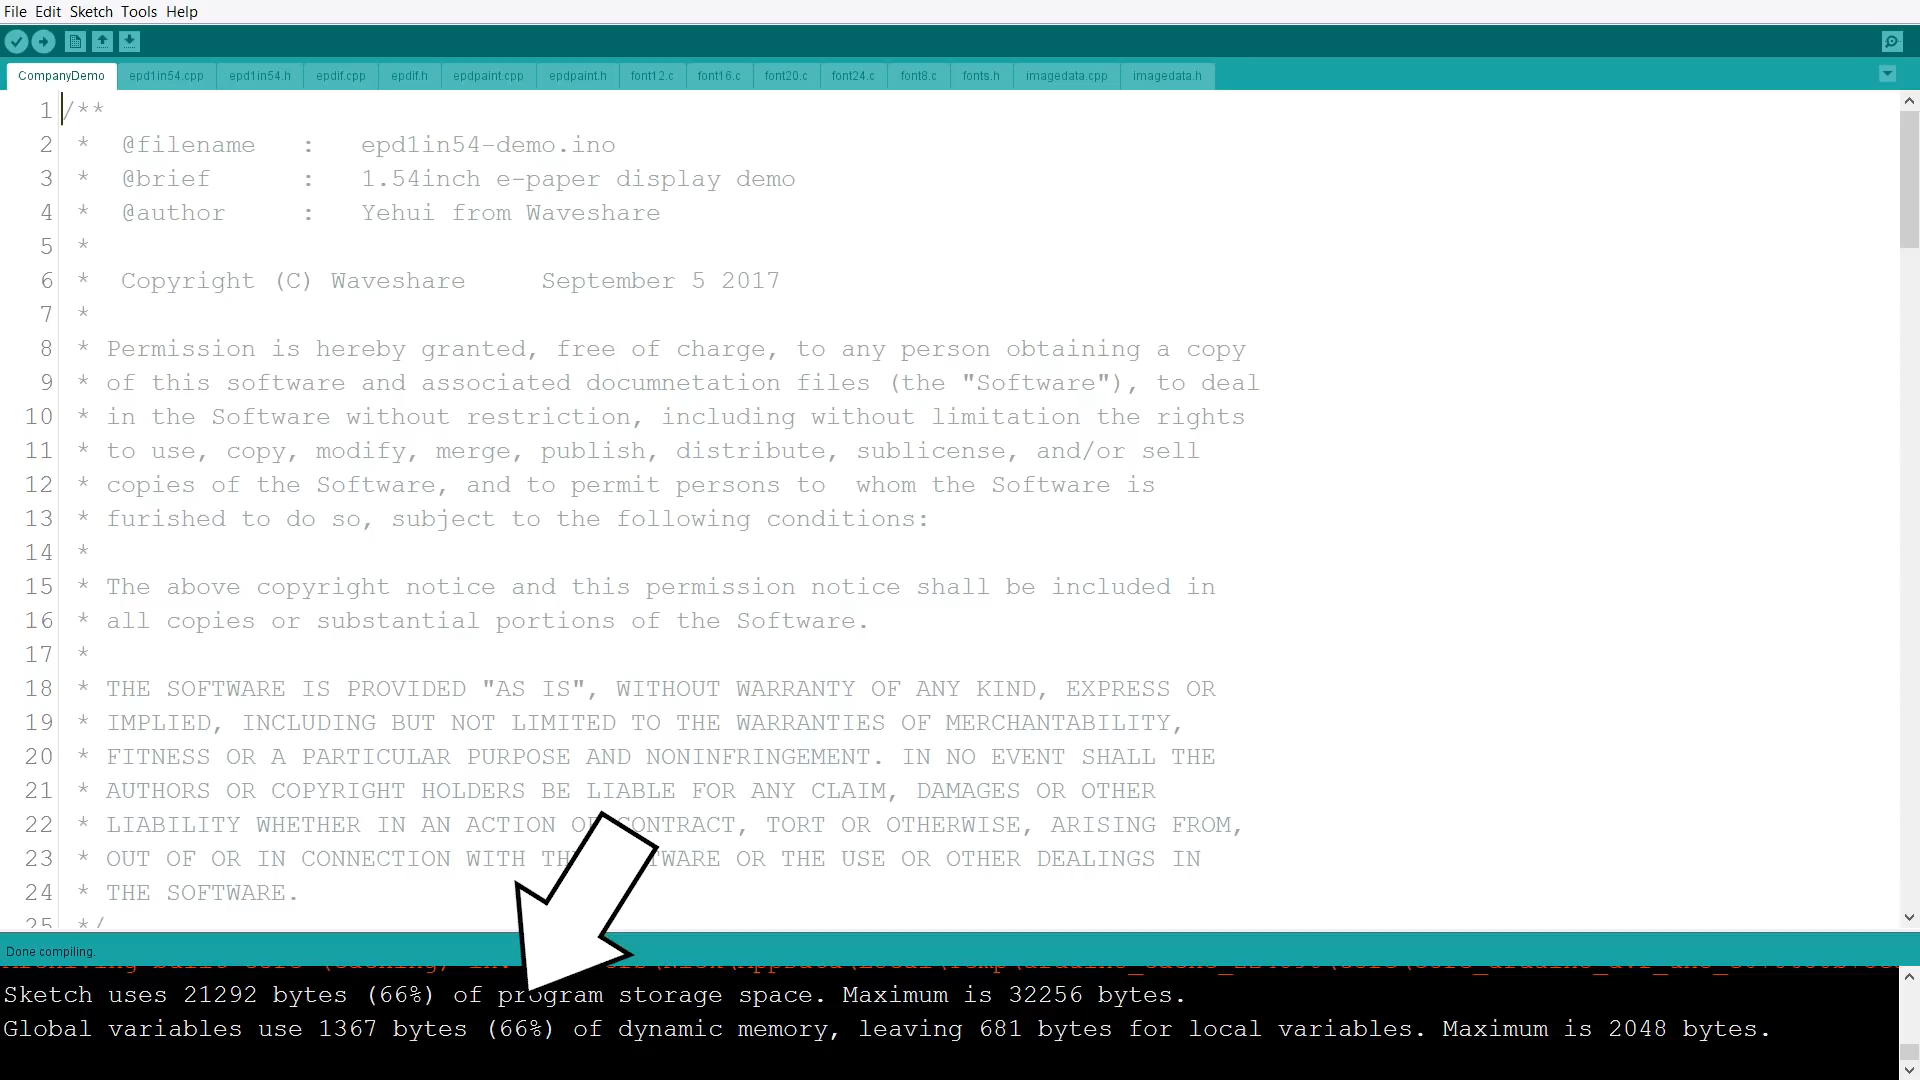 File Edit Sketch Tools Help
CompanyDemo epd1in54.cpp epd1in54.h epdif.cpp epdif.h epdpaint.cpp epdpaint.h font12.c font16.c font20.c font24.c font8.c fonts.h imagedata.cpp imagedata.h
1 /**
2 * @filename : epd1in54-demo.ino
3 * @brief : 1.54inch e-paper display demo
4 * @author : Yehui from Waveshare
5 *
6 * Copyright (C) Waveshare September 5 2017
7 *
8 * Permission is hereby granted, free of charge, to any person obtaining a copy
9 * of this software and associated documnetation files (the "Software"), to deal
10 * in the Software without restriction, including without limitation the rights
11 * to use, copy, modify, merge, publish, distribute, sublicense, and/or sell
12 * copies of the Software, and to permit persons to whom the Software is
13 * furished to do so, subject to the following conditions:
14 *
15 * The above copyright notice and this permission notice shall be included in
16 * all copies or substantial portions of the Software.
17 *
18 * THE SOFTWARE IS PROVIDED "AS IS", WITHOUT WARRANTY OF ANY KIND, EXPRESS OR
19 * IMPLIED, INCLUDING BUT NOT LIMITED TO THE WARRANTIES OF MERCHANTABILITY,
20 * FITNESS OR A PARTICULAR PURPOSE AND NONINFRINGEMENT. IN NO EVENT SHALL THE
21 * AUTHORS OR COPYRIGHT HOLDERS BE LIABLE FOR ANY CLAIM, DAMAGES OR OTHER
22 * LIABILITY WHETHER IN AN ACTION OF CONTRACT, TORT OR OTHERWISE, ARISING FROM,
23 * OUT OF OR IN CONNECTION WITH THE SOFTWARE OR THE USE OR OTHER DEALINGS IN
24 * THE SOFTWARE.
25 */
Done compiling.
Sketch uses 21292 bytes (66%) of program storage space. Maximum is 32256 bytes.
Global variables use 1367 bytes (66%) of dynamic memory, leaving 681 bytes for local variables. Maximum is 2048 bytes.